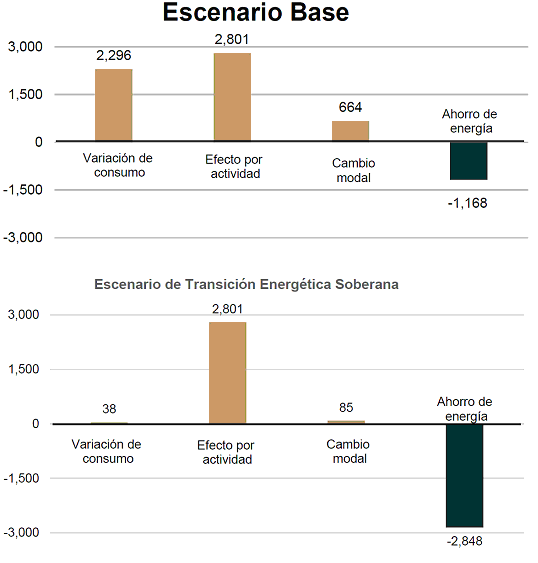 Escenario Base
3,000
1,500
0
-1,500
-3,000
2,296
2,801
664
-1,168
Variación de
consumo
Efecto por
actividad
Cambio
modal
Ahorro de
energía
Escenario de Transición Energética Soberana
3,000
1,500
0
-1,500
-3,000
38
2,801
85
-2,848
Variación de
consumo
Efecto por
actividad
Cambio
modal
Ahorro de
energía